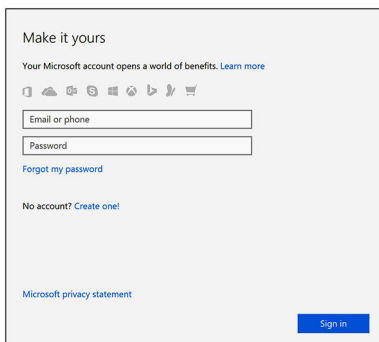 Make it yours
Your Microsoft account opens a world of benefits. Learn more
Email or phone
Password
Forgot my password
No account? Create one!
Microsoft privacy statement
Sign in